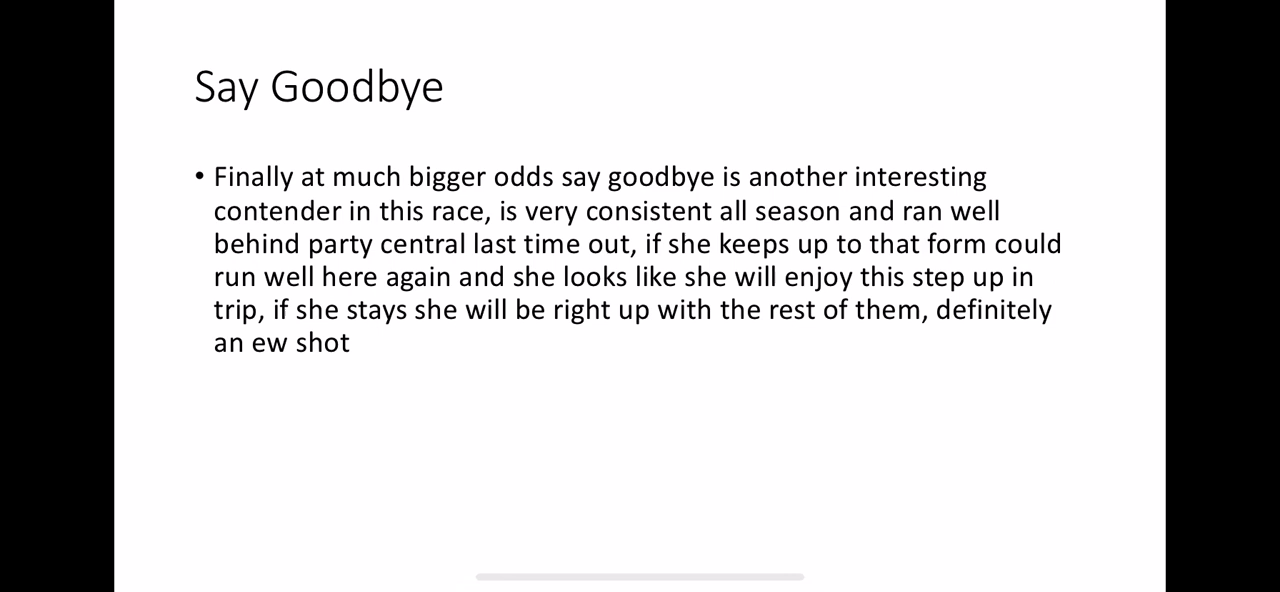 Say Goodbye
• Finally at much bigger odds say goodbye is another interesting
contender in this race, is very consistent all season and ran well
behind party central last time out, if she keeps up to that form could
run well here again and she looks like she will enjoy this step up in
trip, if she stays she will be right up with the rest of them, definitely
an ew shot